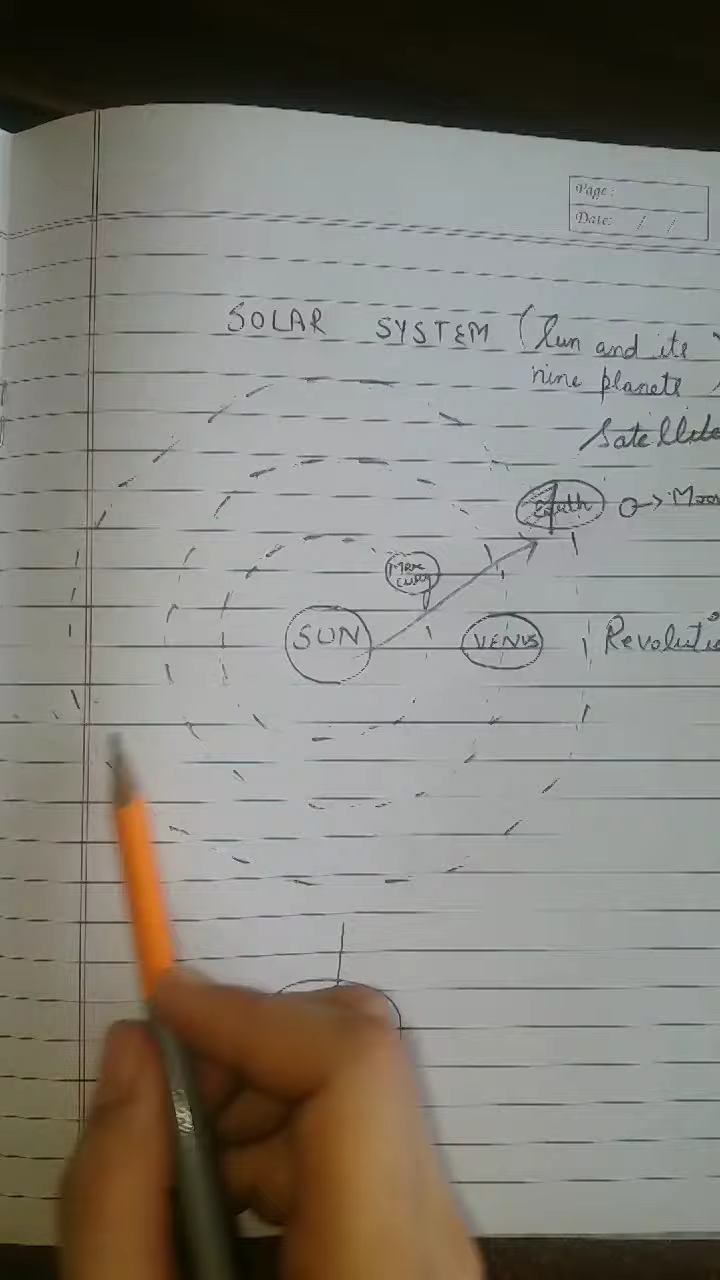 Page:
Date: / /
SOLAR SYSTEM (Sun and its
nine planets
Satellite
Earth → Moon
Mercury
SUN
VENUS
Revoluti